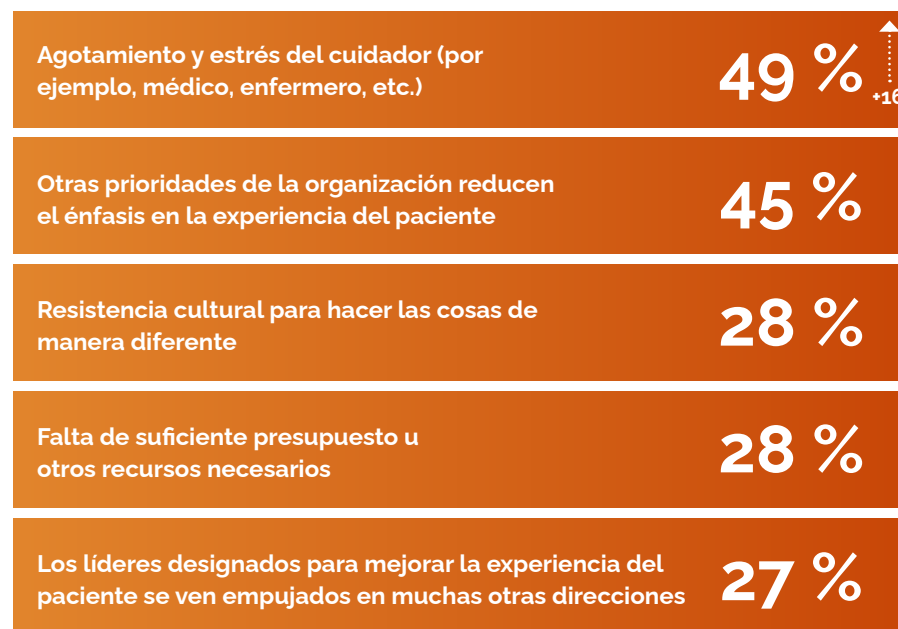 Agotamiento y estrés del cuidador (por
ejemplo, médico, enfermero, etc.)
49 %
+16
Otras prioridades de la organización reducen
el énfasis en la experiencia del paciente
45 %
Resistencia cultural para hacer las cosas de
manera diferente
28 %
Falta de suficiente presupuesto u
otros recursos necesarios
28 %
Los líderes designados para mejorar la experiencia del
paciente se ven empujados en muchas otras direcciones
27 %